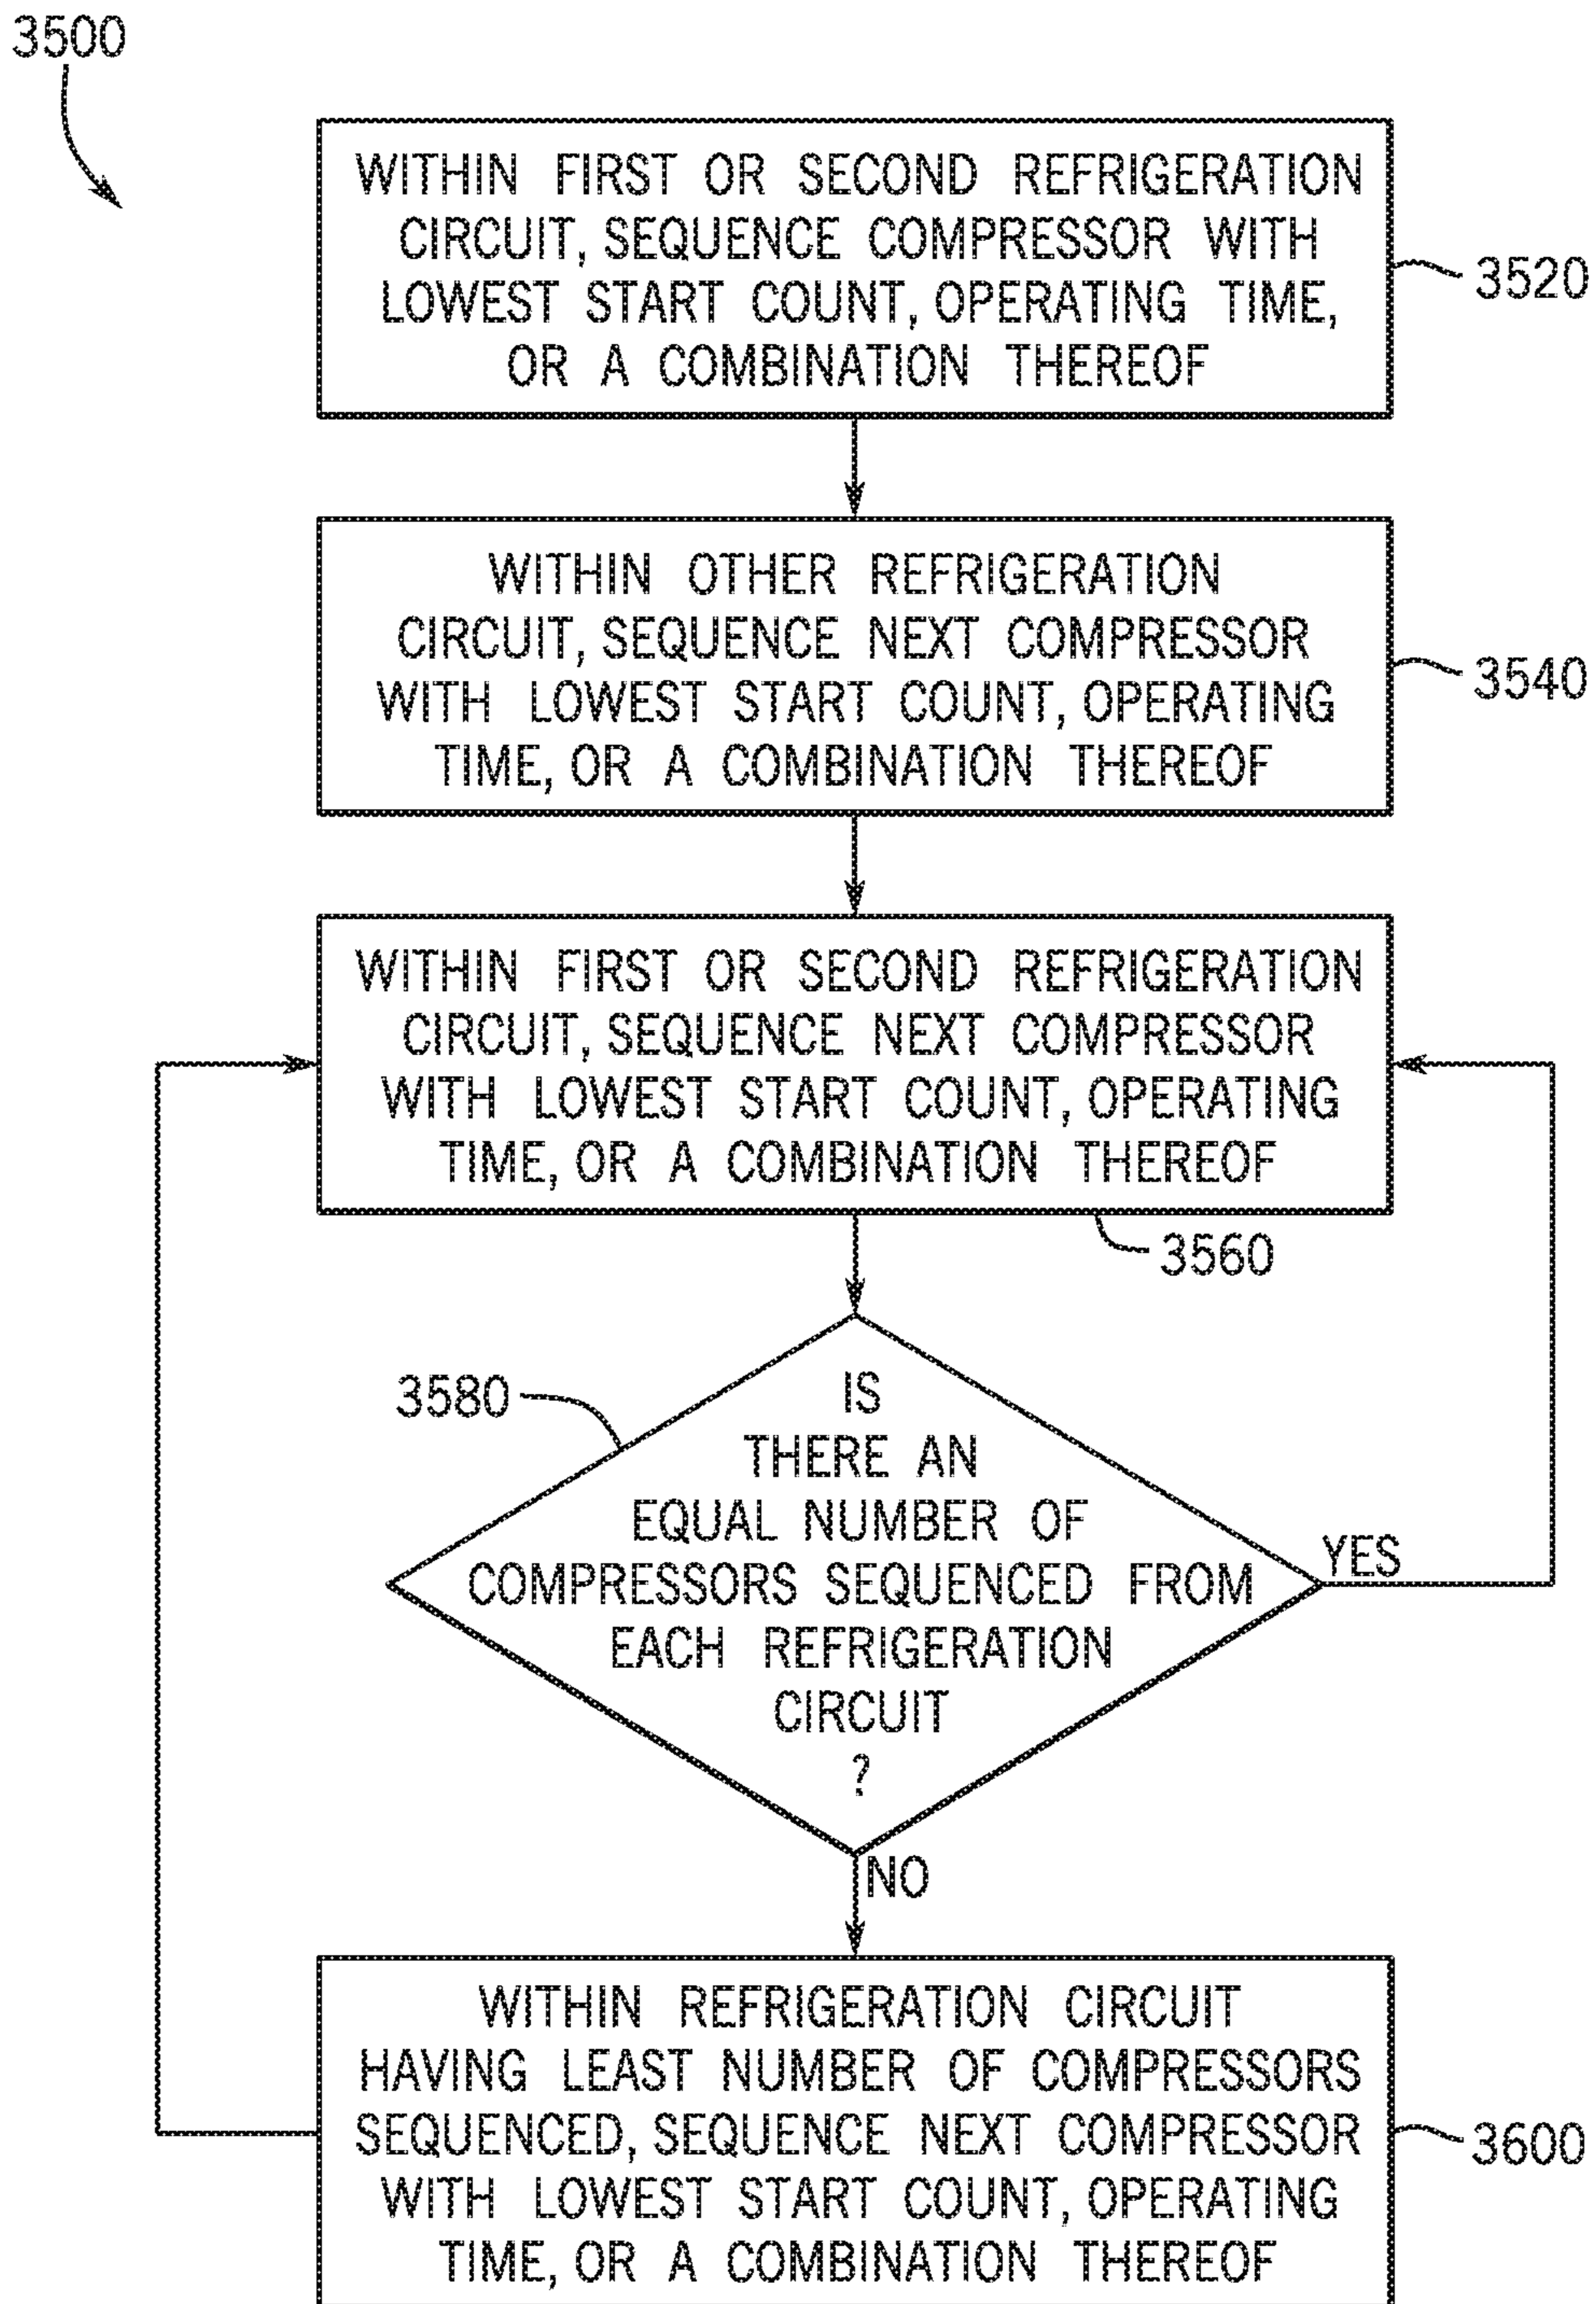 3500
WITHIN FIRST OR SECOND REFRIGERATION
CIRCUIT, SEQUENCE COMPRESSOR WITH
LOWEST START COUNT, OPERATING TIME,
OR A COMBINATION THEREOF
3520
WITHIN OTHER REFRIGERATION
CIRCUIT, SEQUENCE NEXT COMPRESSOR
WITH LOWEST START COUNT, OPERATING
TIME, OR A COMBINATION THEREOF
3540
WITHIN FIRST OR SECOND REFRIGERATION
CIRCUIT, SEQUENCE NEXT COMPRESSOR
WITH LOWEST START COUNT, OPERATING
TIME, OR A COMBINATION THEREOF
3560
3580
IS
THERE AN
EQUAL NUMBER OF
COMPRESSORS SEQUENCED FROM
EACH REFRIGERATION
CIRCUIT
?
YES
NO
WITHIN REFRIGERATION CIRCUIT
HAVING LEAST NUMBER OF COMPRESSORS
SEQUENCED, SEQUENCE NEXT COMPRESSOR
WITH LOWEST START COUNT, OPERATING
TIME, OR A COMBINATION THEREOF
3600